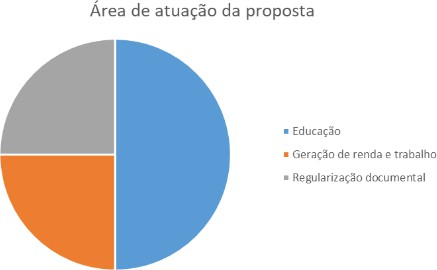 Área de atuação da proposta
Educação
Geração de renda e trabalho
Regularização documental